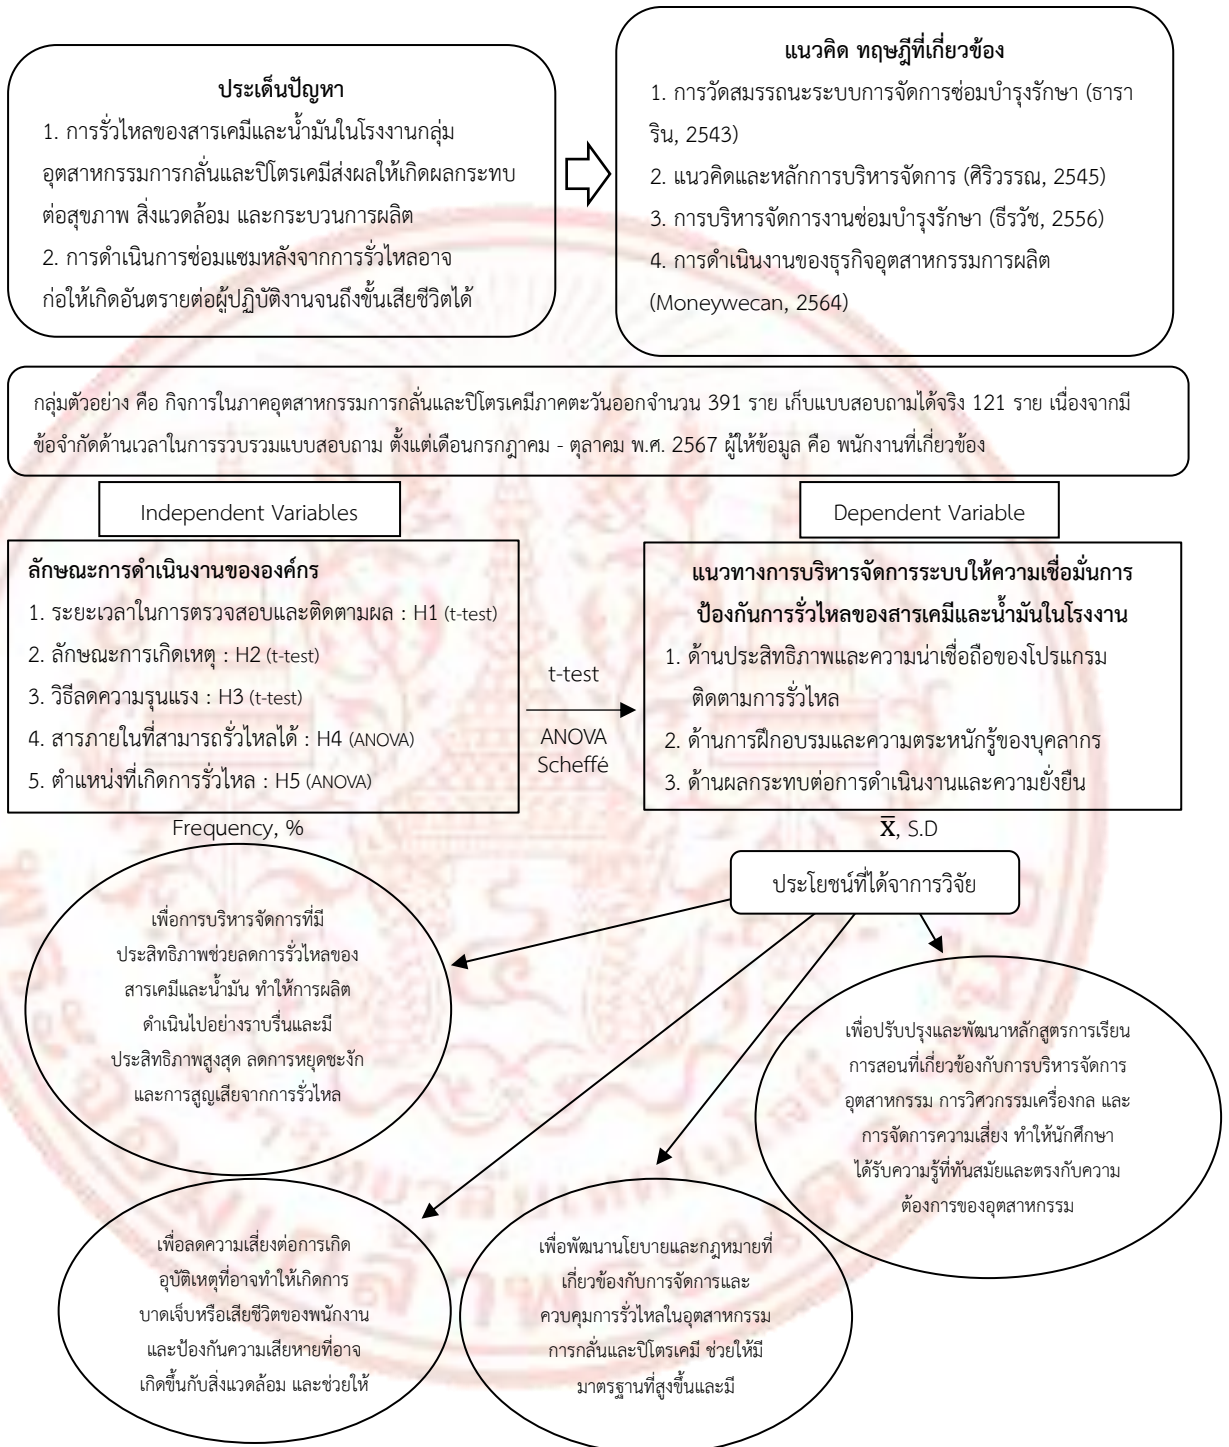 ประเด็นปัญหา
1. การรั่วไหลของสารเคมีและน้ำมันในโรงงานกลุ่ม
อุตสาหกรรมการกลั่นและปิโตรเคมีส่งผลให้เกิดผลกระทบ
ต่อสุขภาพ สิ่งแวดล้อม และกระบวนการผลิต
2. การดำเนินการซ่อมแซมหลังจากการรั่วไหลอาจ
ก่อให้เกิดอันตรายต่อผู้ปฏิบัติงานจนถึงขั้นเสียชีวิตได้
แนวคิด ทฤษฎีที่เกี่ยวข้อง
1. การวัดสมรรถนะระบบการจัดการซ่อมบำรุงรักษา (ธารา
ริน, 2543)
2. แนวคิดและหลักการบริหารจัดการ (ศิริวรรณ, 2545)
3. การบริหารจัดการงานซ่อมบำรุงรักษา (ธีรวัช, 2556)
4. การดำเนินงานของธุรกิจอุตสาหกรรมการผลิต
(Moneywecan, 2564)
กลุ่มตัวอย่าง คือ กิจการในภาคอุตสาหกรรมการกลั่นและปิโตรเคมีภาคตะวันออกจำนวน 391 ราย เก็บแบบสอบถามได้จริง 121 ราย เนื่องจากมี
ข้อจำกัดด้านเวลาในการรวบรวมแบบสอบถาม ตั้งแต่เดือนกรกฎาคม - ตุลาคม พ.ศ. 2567 ผู้ให้ข้อมูล คือ พนักงานที่เกี่ยวข้อง
Independent Variables
ลักษณะการดำเนินงานขององค์กร
1. ระยะเวลาในการตรวจสอบและติดตามผล : H1 (t-test)
2. ลักษณะการเกิดเหตุ : H2 (t-test)
3. วิธีลดความรุนแรง : H3 (t-test)
4. สารภายในที่สามารถรั่วไหลได้ : H4 (ANOVA)
5. ตำแหน่งที่เกิดการรั่วไหล : H5 (ANOVA)
Frequency, %
t-test
ANOVA
Scheffé
Dependent Variable
แนวทางการบริหารจัดการระบบให้ความเชื่อมั่นการ
ป้องกันการรั่วไหลของสารเคมีและน้ำมันในโรงงาน
1. ด้านประสิทธิภาพและความน่าเชื่อถือของโปรแกรม
ติดตามการรั่วไหล
2. ด้านการฝึกอบรมและความตระหนักรู้ของบุคลากร
3. ด้านผลกระทบต่อการดำเนินงานและความยั่งยืน
x̄, S.D
ประโยชน์ที่ได้จาการวิจัย
เพื่อการบริหารจัดการที่มี
ประสิทธิภาพช่วยลดการรั่วไหลของ
สารเคมีและน้ำมัน ทำให้การผลิต
ดำเนินไปอย่างราบรื่นและมี
ประสิทธิภาพสูงสุด ลดการหยุดชะงัก
และการสูญเสียจากการรั่วไหล
เพื่อปรับปรุงและพัฒนาหลักสูตรการเรียน
การสอนที่เกี่ยวข้องกับการบริหารจัดการ
อุตสาหกรรม การวิศวกรรมเครื่องกล และ
การจัดการความเสี่ยง ทำให้นักศึกษา
ได้รับความรู้ที่ทันสมัยและตรงกับความ
ต้องการของอุตสาหกรรม
เพื่อลดความเสี่ยงต่อการเกิด
อุบัติเหตุที่อาจทำให้เกิดการ
บาดเจ็บหรือเสียชีวิตของพนักงาน
และป้องกันความเสียหายที่อาจ
เกิดขึ้นกับสิ่งแวดล้อม และช่วยให้
เพื่อพัฒนานโยบายและกฎหมายที่
เกี่ยวข้องกับการจัดการและ
ควบคุมการรั่วไหลในอุตสาหกรรม
การกลั่นและปิโตรเคมี ช่วยให้มี
มาตรฐานที่สูงขึ้นและมี